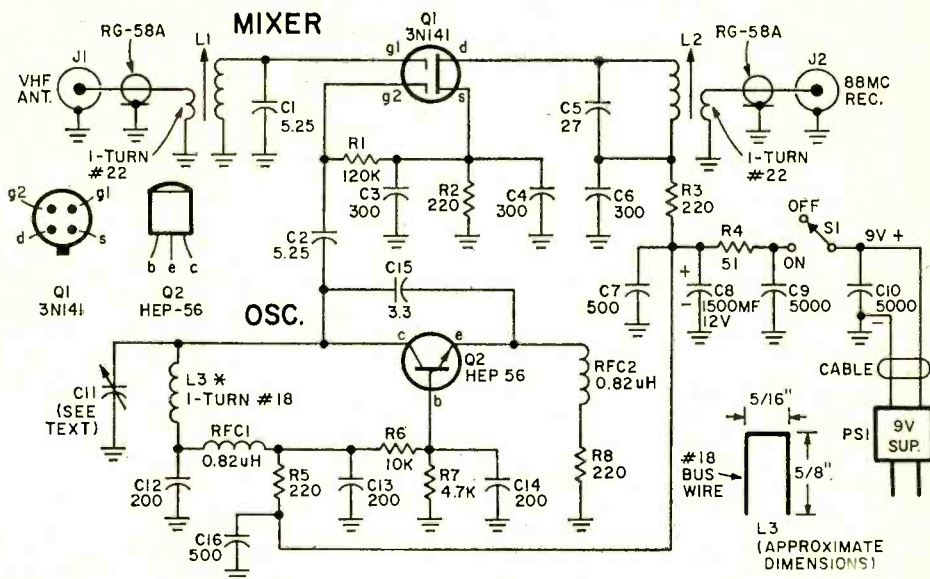 MIXER
Q1
3N141
RG-58A
J1
VHF
ANT.
L1
g1
d
g2
s
L2
RG-58A
J2
88MC
REC.
C1
5.25
C5
27
1-TURN
#22
1-TURN
#22
R1
120K
C3
300
R2
220
C4
300
C6
300
R3
220
g2
g1
d
s
Q1
3N141
b e c
Q2
HEP-56
C2
5.25
C15
3.3
OFF
S1
ON
9V +
R4
51
C7
500
+
-
C8
1500MF
12V
C9
5000
C10
5000
-
OSC.
c
e
b
Q2
HEP 56
C11
(SEE
TEXT)
L3 *
1-TURN #18
RFC1
0.82uH
RFC2
0.82uH
R6
10K
R5
220
C12
200
C13
200
R7
4.7K
C14
200
R8
220
C16
500
CABLE
PS1
9V
SUP.
5/16"
5/8"
#18
BUS
WIRE
L3
(APPROXIMATE
DIMENSIONS)